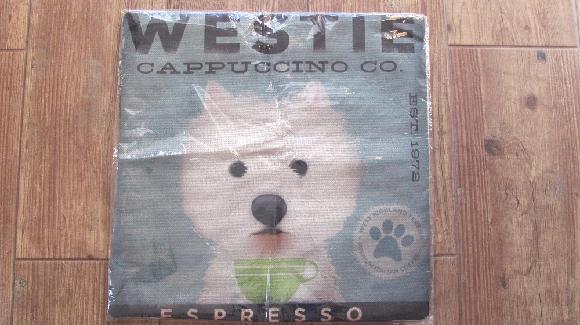 WESTIE
CAPPUCCINO CO.
EST 1972
ESPRESSO